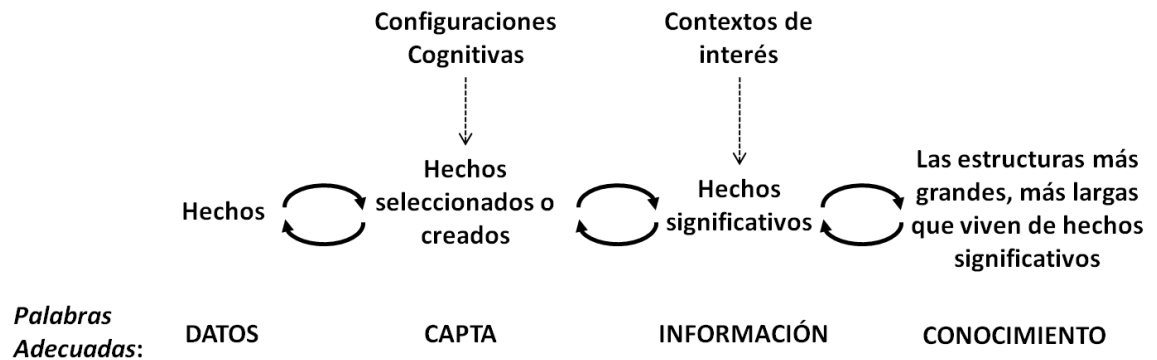 Configuraciones
Cognitivas
Contextos de
interés
Hechos
Hechos
seleccionados o
creados
Hechos
significativos
Las estructuras más
grandes, más largas
que viven de hechos
significativos
Palabras
Adecuadas:
DATOS
CAPTA
INFORMACIÓN
CONOCIMIENTO